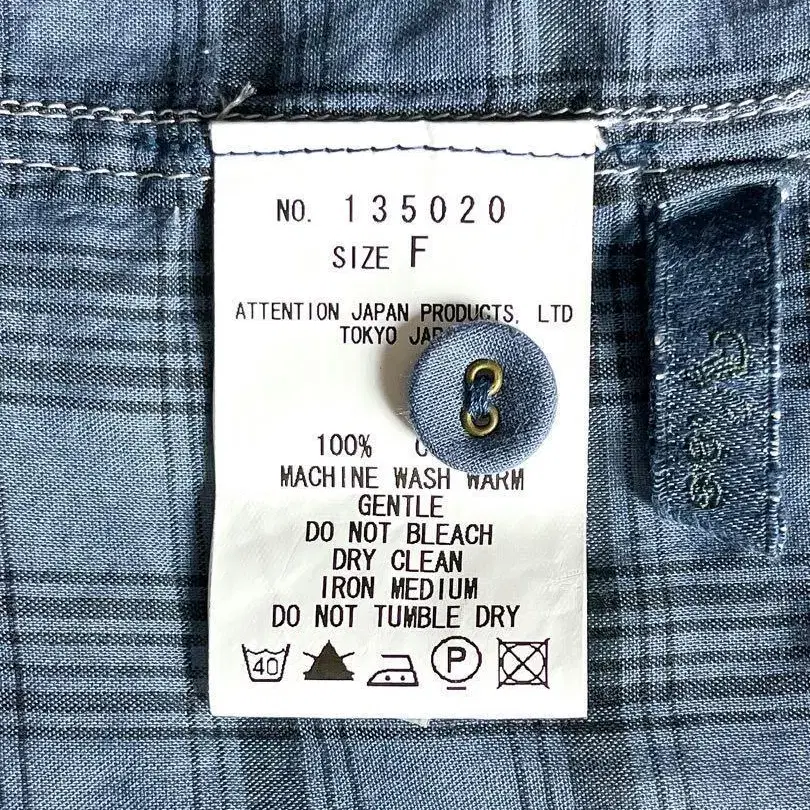 NO. 135020
SIZE F
ATTENTION JAPAN PRODUCTS. LTD
TOKYO
100%
MACHINE WASH WARM
GENTLE
DO NOT BLEACH
DRY CLEAN
IRON MEDIUM
DO NOT TUMBLE DRY
40 P